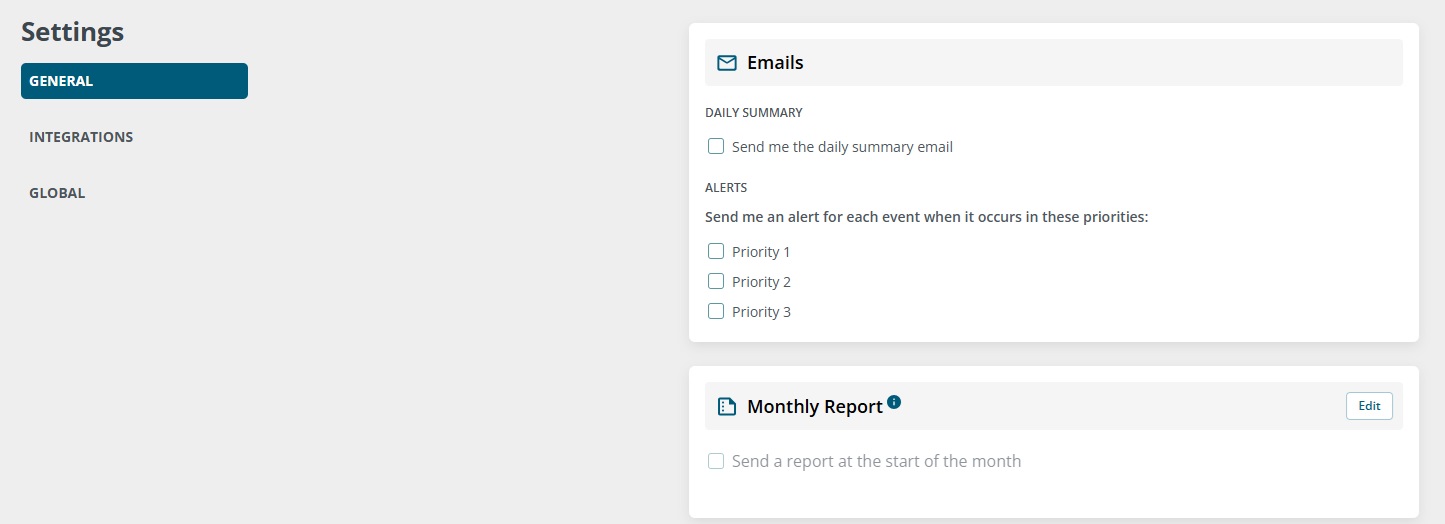 Settings
GENERAL
INTEGRATIONS
GLOBAL
Emails
DAILY SUMMARY
Send me the daily summary email
ALERTS
Send me an alert for each event when it occurs in these priorities:
Priority 1
Priority 2
Priority 3
Monthly Report
Edit
Send a report at the start of the month